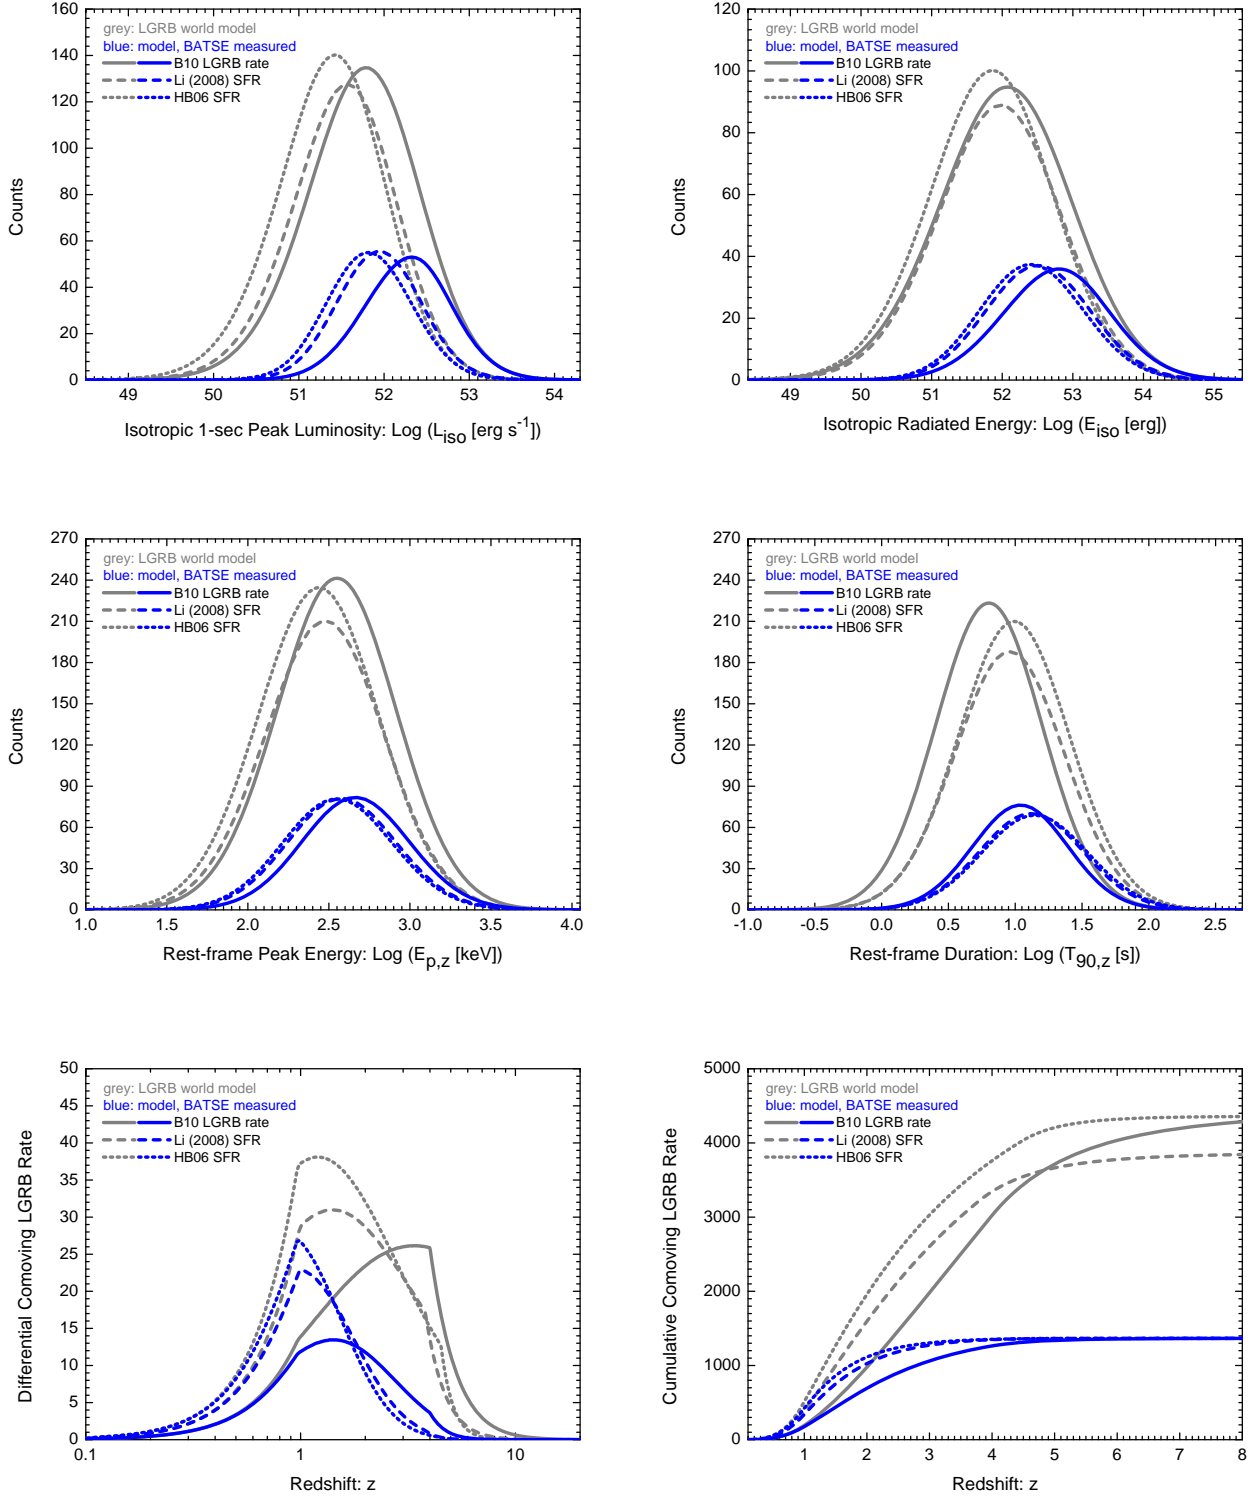 160
140
120
100
80
60
40
20
0
Counts
grey: LGRB world model
blue: model, BATSE measured
B10 LGRB rate
Li (2008) SFR
HB06 SFR
49 50 51 52 53 54
Isotropic 1-sec Peak Luminosity: Log (L_iso [erg s^-1])
120
100
80
60
40
20
0
Counts
grey: LGRB world model
blue: model, BATSE measured
B10 LGRB rate
Li (2008) SFR
HB06 SFR
49 50 51 52 53 54 55
Isotropic Radiated Energy: Log (E_iso [erg])
270
240
210
180
150
120
90
60
30
0
Counts
grey: LGRB world model
blue: model, BATSE measured
B10 LGRB rate
Li (2008) SFR
HB06 SFR
1.0 1.5 2.0 2.5 3.0 3.5 4.0
Rest-frame Peak Energy: Log (E_p,z [keV])
270
240
210
180
150
120
90
60
30
0
Counts
grey: LGRB world model
blue: model, BATSE measured
B10 LGRB rate
Li (2008) SFR
HB06 SFR
-1.0 -0.5 0.0 0.5 1.0 1.5 2.0 2.5
Rest-frame Duration: Log (T_90,z [s])
50
45
40
35
30
25
20
15
10
5
0
Differential Comoving LGRB Rate
grey: LGRB world model
blue: model, BATSE measured
B10 LGRB rate
Li (2008) SFR
HB06 SFR
0.1 1 10
Redshift: z
5000
4000
3000
2000
1000
0
Cumulative Comoving LGRB Rate
grey: LGRB world model
blue: model, BATSE measured
B10 LGRB rate
Li (2008) SFR
HB06 SFR
1 2 3 4 5 6 7 8
Redshift: z